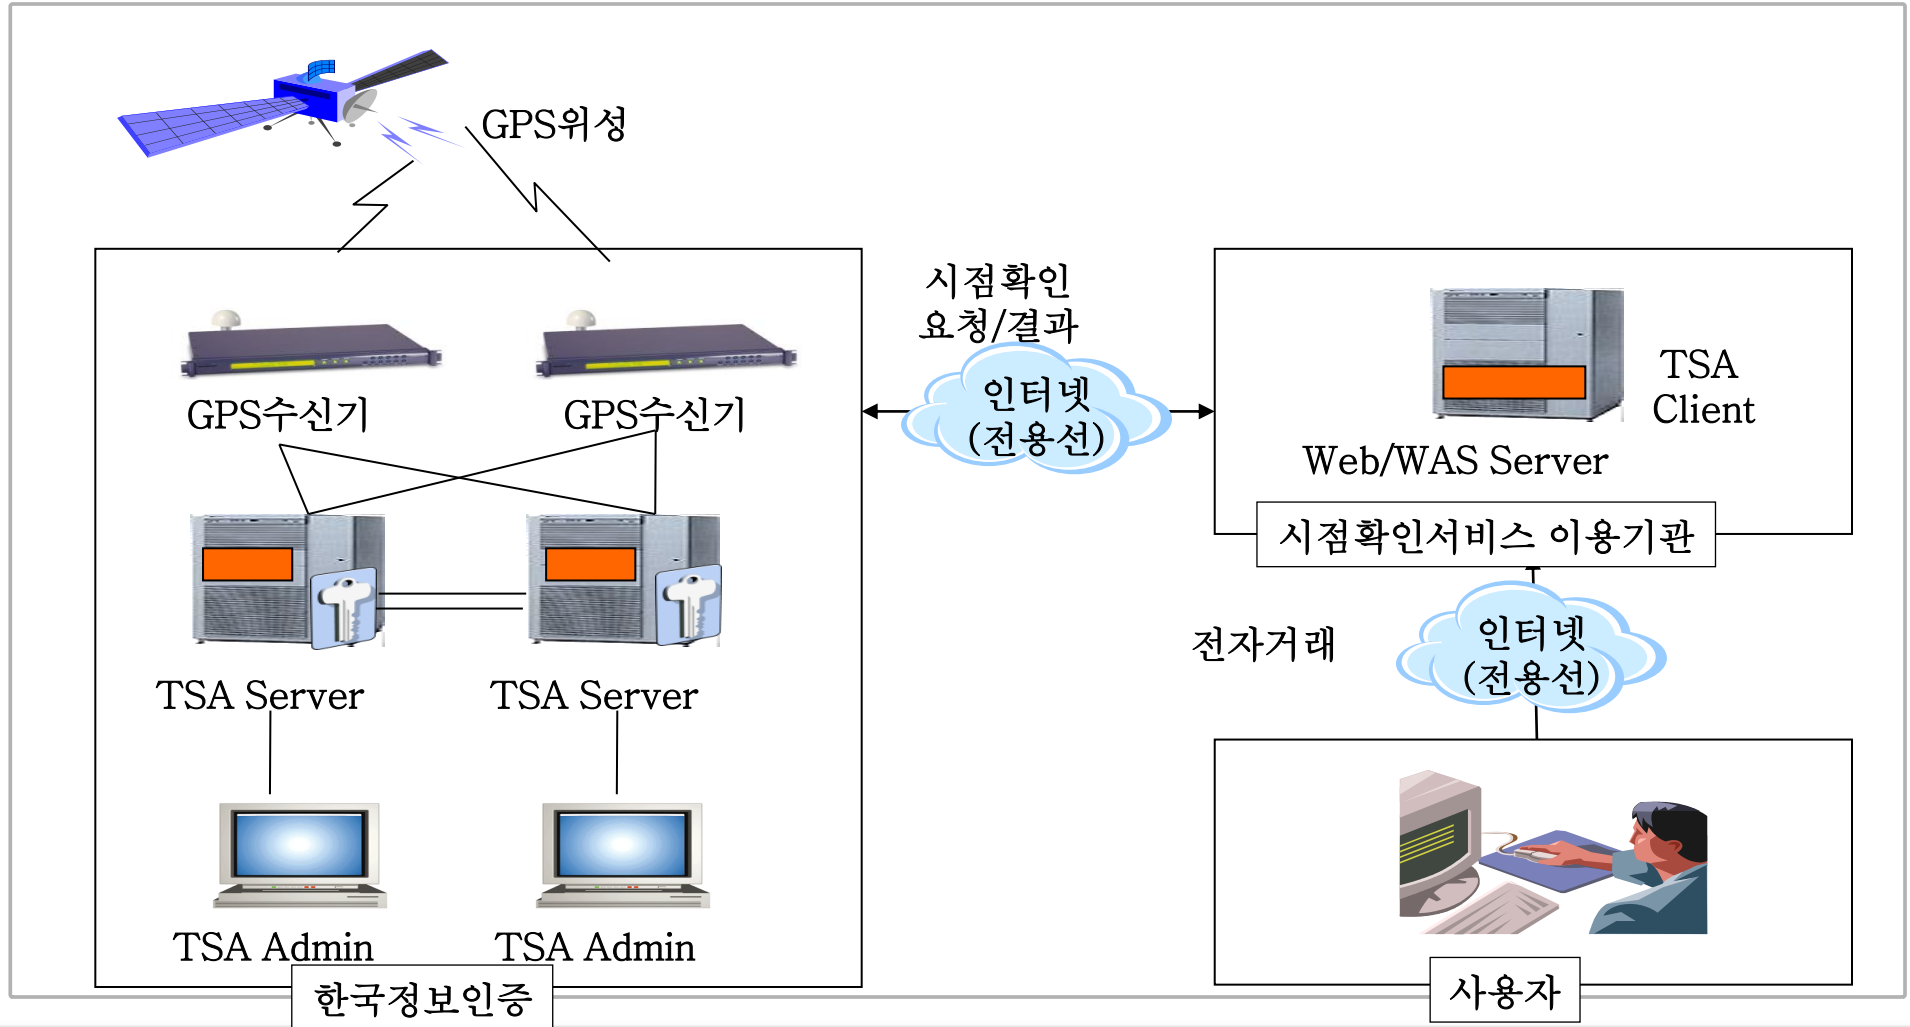 GPS위성
GPS수신기
GPS수신기
TSA Server
TSA Server
TSA Admin
TSA Admin
한국정보인증
시점확인
요청/결과
인터넷
(전용선)
TSA
Client
Web/WAS Server
시점확인서비스 이용기관
전자거래
인터넷
(전용선)
사용자